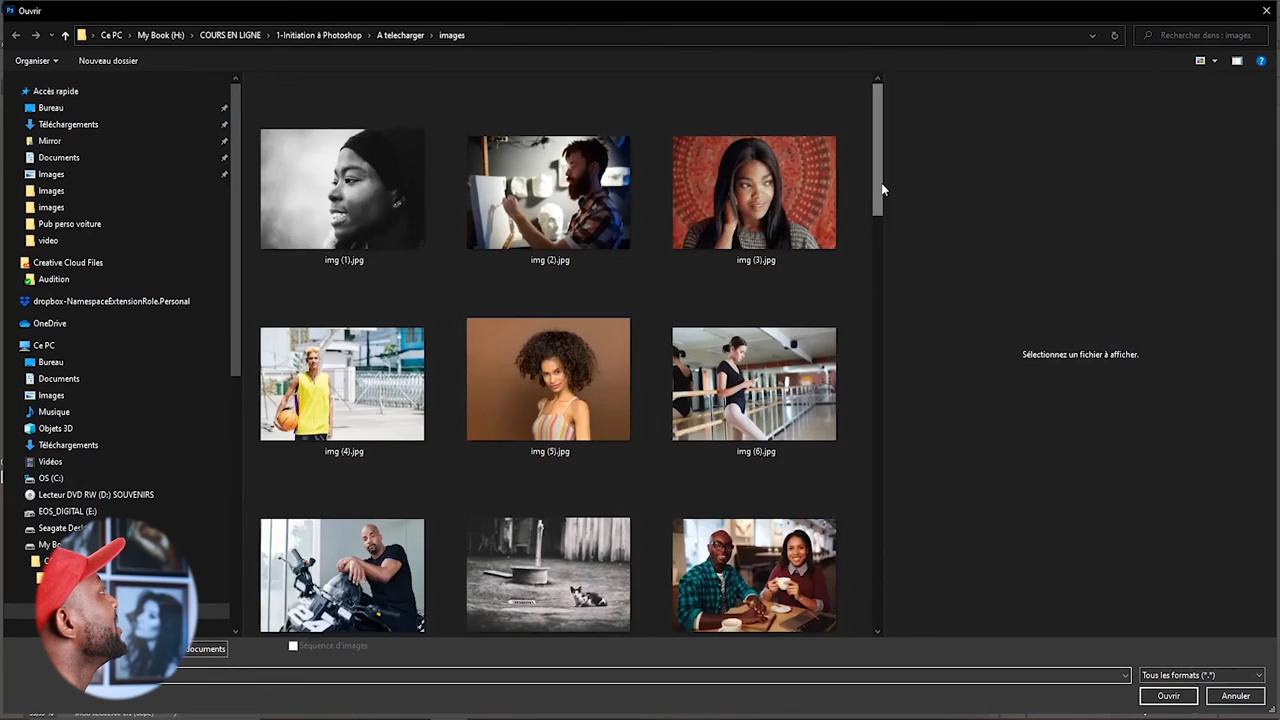 Ouvrir
Ce PC > My Book (H:) > COURS EN LIGNE > 1-Initiation à Photoshop > A telecharger > images
Rechercher dans : images
Organiser
Nouveau dossier
Accès rapide
Bureau
Téléchargements
Mirror
Documents
Images
Images
images
Pub perso voiture
video
Creative Cloud Files
Audition
dropbox-NamespaceExtensionRole.Personal
OneDrive
Ce PC
Bureau
Documents
Images
Musique
Objets 3D
Téléchargements
Vidéos
OS (C:)
Lecteur DVD RW (D:) SOUVENIRS
EOS_DIGITAL (E:)
Seagate
img (1).jpg
img (2).jpg
img (3).jpg
img (4).jpg
img (5).jpg
img (6).jpg
Sélectionnez un fichier à afficher.
documents
Séquence d'images
Tous les formats (*.*)
Ouvrir
Annuler